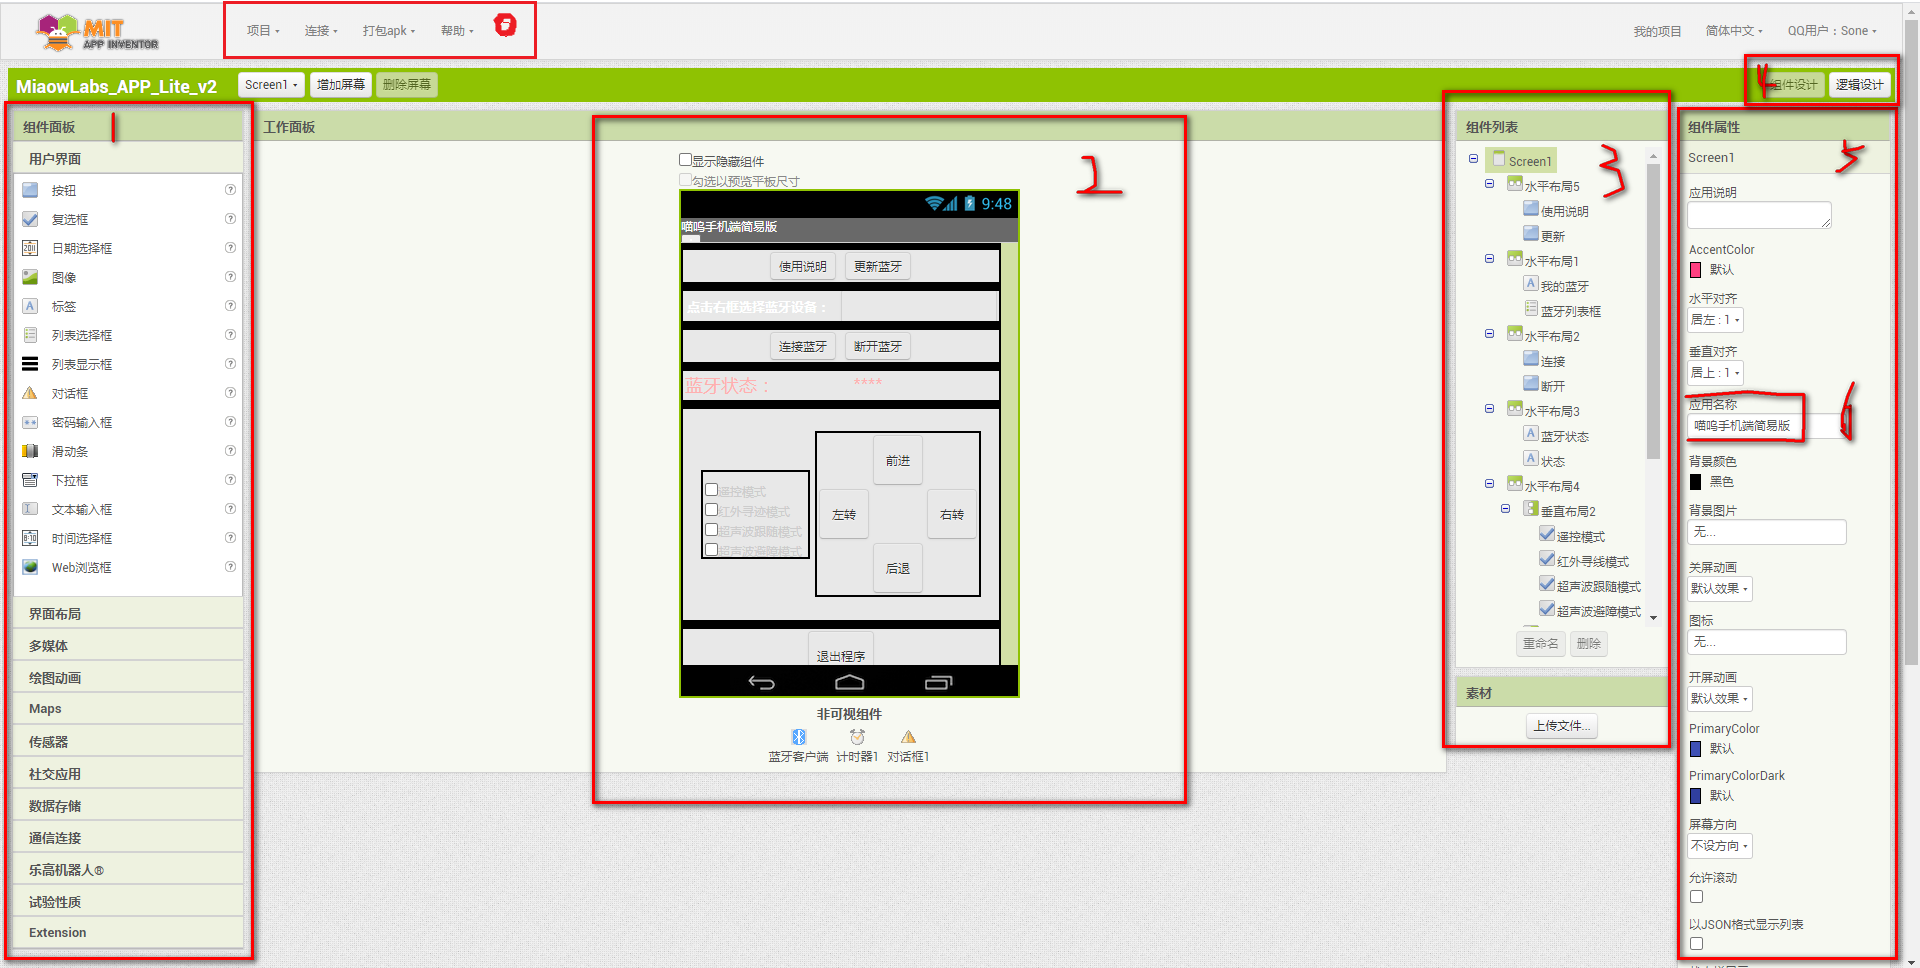 MIT
APP INVENTOR
项目 连接 打包apk 帮助
我的项目 简体中文 QQ用户：Sone
MiaowLabs_APP_Lite_v2 Screen1 增加屏幕 删除屏幕
4
组件设计 逻辑设计
组件面板
1
用户界面
按钮
复选框
日期选择框
图像
标签
列表选择框
列表显示框
对话框
密码输入框
滑动条
下拉框
文本输入框
时间选择框
Web浏览框
界面布局
多媒体
绘图动画
Maps
传感器
社交应用
数据存储
通信连接
乐高机器人®
试验性质
Extension
工作面板
2
显示隐藏组件
勾选以预览平板尺寸
9:48
喵呜手机端简易版
使用说明 更新蓝牙
点击右框选择蓝牙设备：
连接蓝牙 断开蓝牙
蓝牙状态： ****
前进
遥控模式
红外寻迹模式
超声波跟随模式
超声波避障模式
左转 右转
后退
退出程序
非可视组件
蓝牙客户端 计时器1 对话框1
组件列表
3
Screen1
水平布局5
使用说明
更新
水平布局1
我的蓝牙
蓝牙列表框
水平布局2
连接
断开
水平布局3
蓝牙状态
状态
水平布局4
垂直布局2
遥控模式
红外寻线模式
超声波跟随模式
超声波避障模式
重命名 删除
素材
上传文件...
组件属性
Screen1
5
应用说明
AccentColor
默认
水平对齐
居左 : 1
垂直对齐
居上 : 1
应用名称
喵呜手机端简易版
6
背景颜色
黑色
背景图片
无...
关屏动画
默认效果
图标
无...
开屏动画
默认效果
PrimaryColor
默认
PrimaryColorDark
默认
屏幕方向
不设方向
允许滚动
以JSON格式显示列表